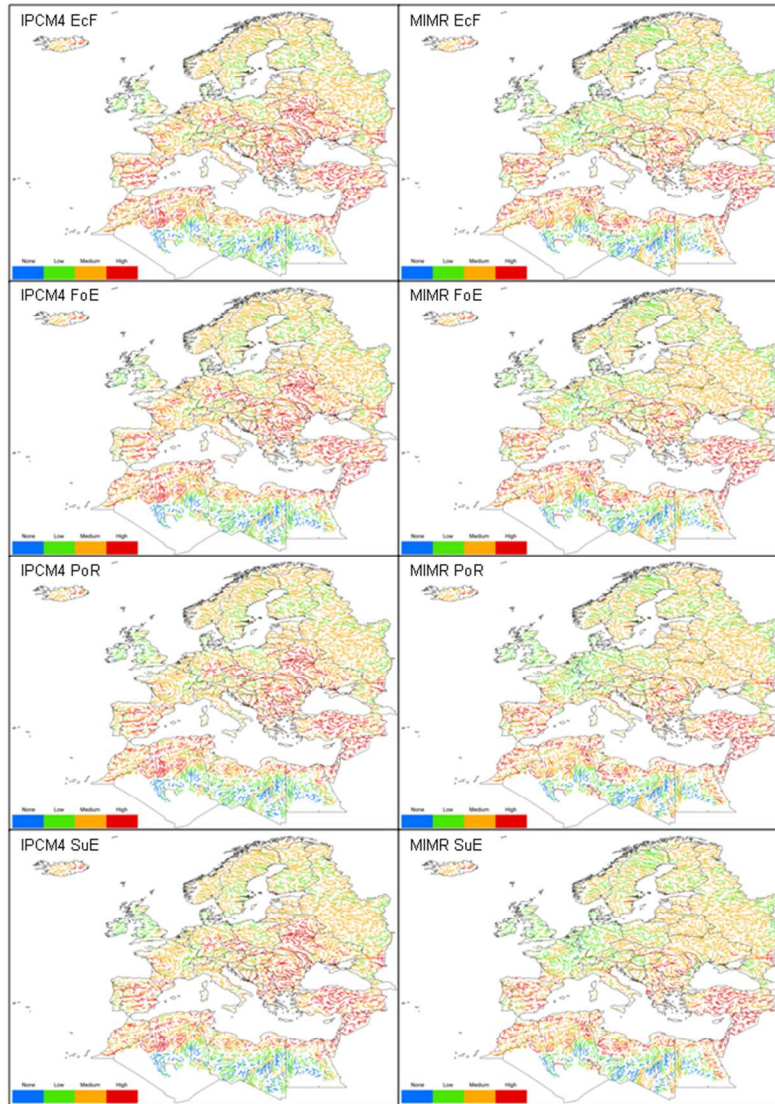 IPCM4 EcF
MIMR EcF
None Low Medium High
None Low Medium High
IPCM4 FoE
MIMR FoE
None Low Medium High
None Low Medium High
IPCM4 PoR
MIMR PoR
None Low Medium High
None Low Medium High
IPCM4 SuE
MIMR SuE
None Low Medium High
None Low Medium High